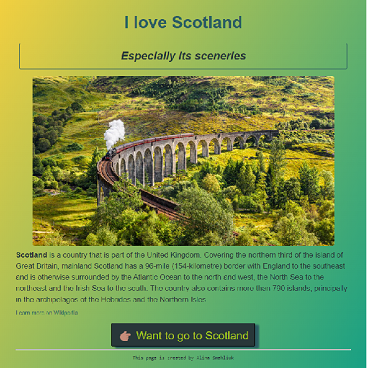 I love Scotland
Especially its sceneries
Scotland is a country that is part of the United Kingdom. Covering the northern third of the island of
Great Britain, mainland Scotland has a 96-mile (154-kilometre) border with England to the southeast
and is otherwise surrounded by the Atlantic Ocean to the north and west, the North Sea to the
northeast and the Irish Sea to the south. The country also contains more than 790 islands, principally
in the archipelagos of the Hebrides and the Northern Isles.
Learn more on Wikipedia
Want to go to Scotland
This page is created by